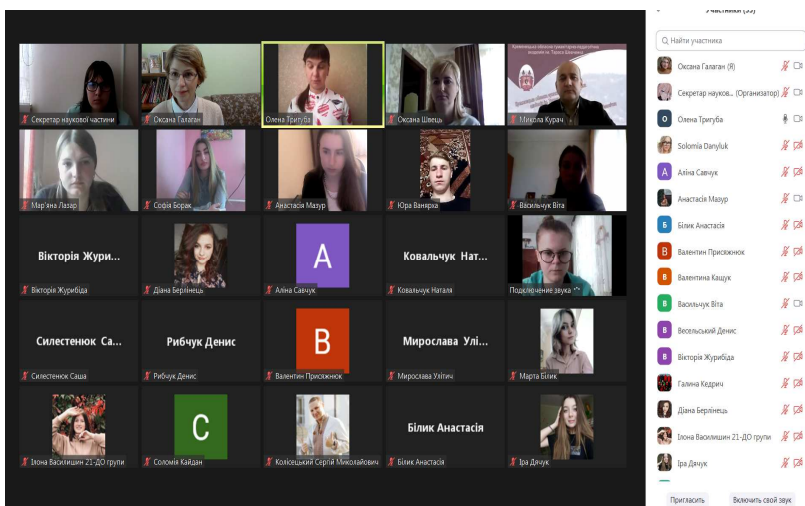 Секретар наукової частини
Оксана Галаган
Олена Тригуба
Оксана Швець
Микола Курач
Мар'яна Лазар
Софія Борак
Анастасія Мазур
Юра Ванярха
Васильчук Віта
Вікторія Жури...
Вікторія Журибіда
Діана Берлінець
А
Аліна Савчук
Ковальчук Нат...
Ковальчук Наталя
Подключение звука
Силестенюк Са...
Силестенюк Саша
Рибчук Денис
Рибчук Денис
В
Валентин Присяжнюк
Мирослава Улі...
Мирослава Улітич
Марта Білик
Ілона Василишин 21-ДО групи
С
Соломія Кайдан
Колісецький Сергій Миколайович
Білик Анастасія
Білик Анастасія
Іра Дячук
Найти участника
Оксана Галаган (Я)
Секретар науков... (Организатор)
О Олена Тригуба
Solomia Danyluk
А Аліна Савчук
Анастасія Мазур
Б Білик Анастасія
В Валентин Присяжнюк
В Валентина Кащук
В Васильчук Віта
В Весельський Денис
В Вікторія Журибіда
Галина Кедрич
Діана Берлінець
Ілона Василишин 21-ДО групи
Іра Дячук
Пригласить
Включить свой звук